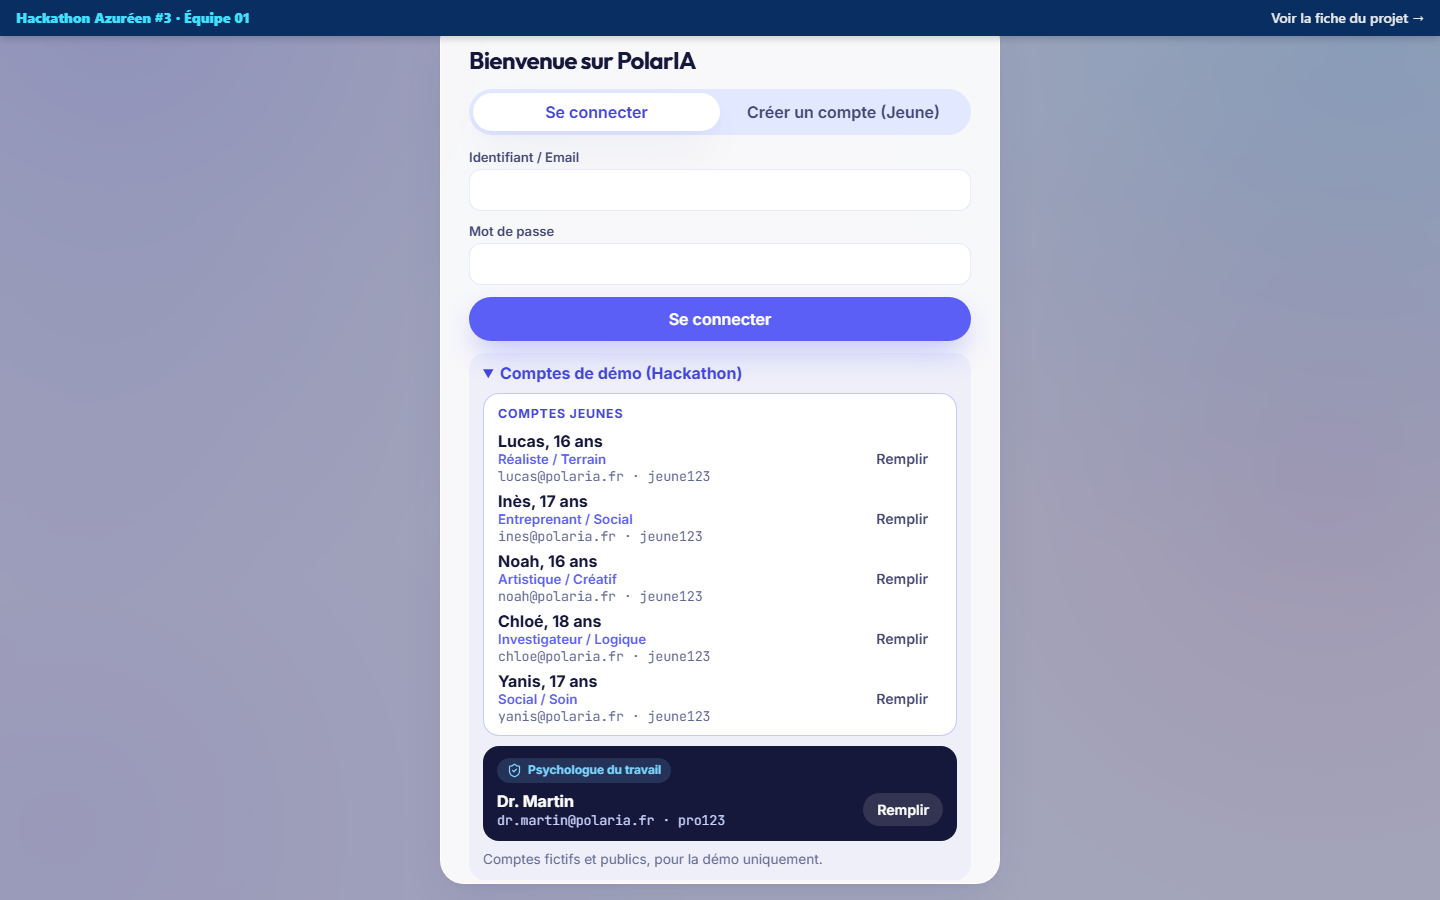 Hackathon Azuréen #3 · Équipe 01
Voir la fiche du projet →
Bienvenue sur PolarIA
Se connecter
Créer un compte (Jeune)
Identifiant / Email
Mot de passe
Se connecter
▼ Comptes de démo (Hackathon)
COMPTES JEUNES
Lucas, 16 ans
Réaliste / Terrain
lucas@polaria.fr · jeune123
Remplir
Inès, 17 ans
Entreprenant / Social
ines@polaria.fr · jeune123
Remplir
Noah, 16 ans
Artistique / Créatif
noah@polaria.fr · jeune123
Remplir
Chloé, 18 ans
Investigateur / Logique
chloe@polaria.fr · jeune123
Remplir
Yanis, 17 ans
Social / Soin
yanis@polaria.fr · jeune123
Remplir
Psychologue du travail
Dr. Martin
dr.martin@polaria.fr · pro123
Remplir
Comptes fictifs et publics, pour la démo uniquement.